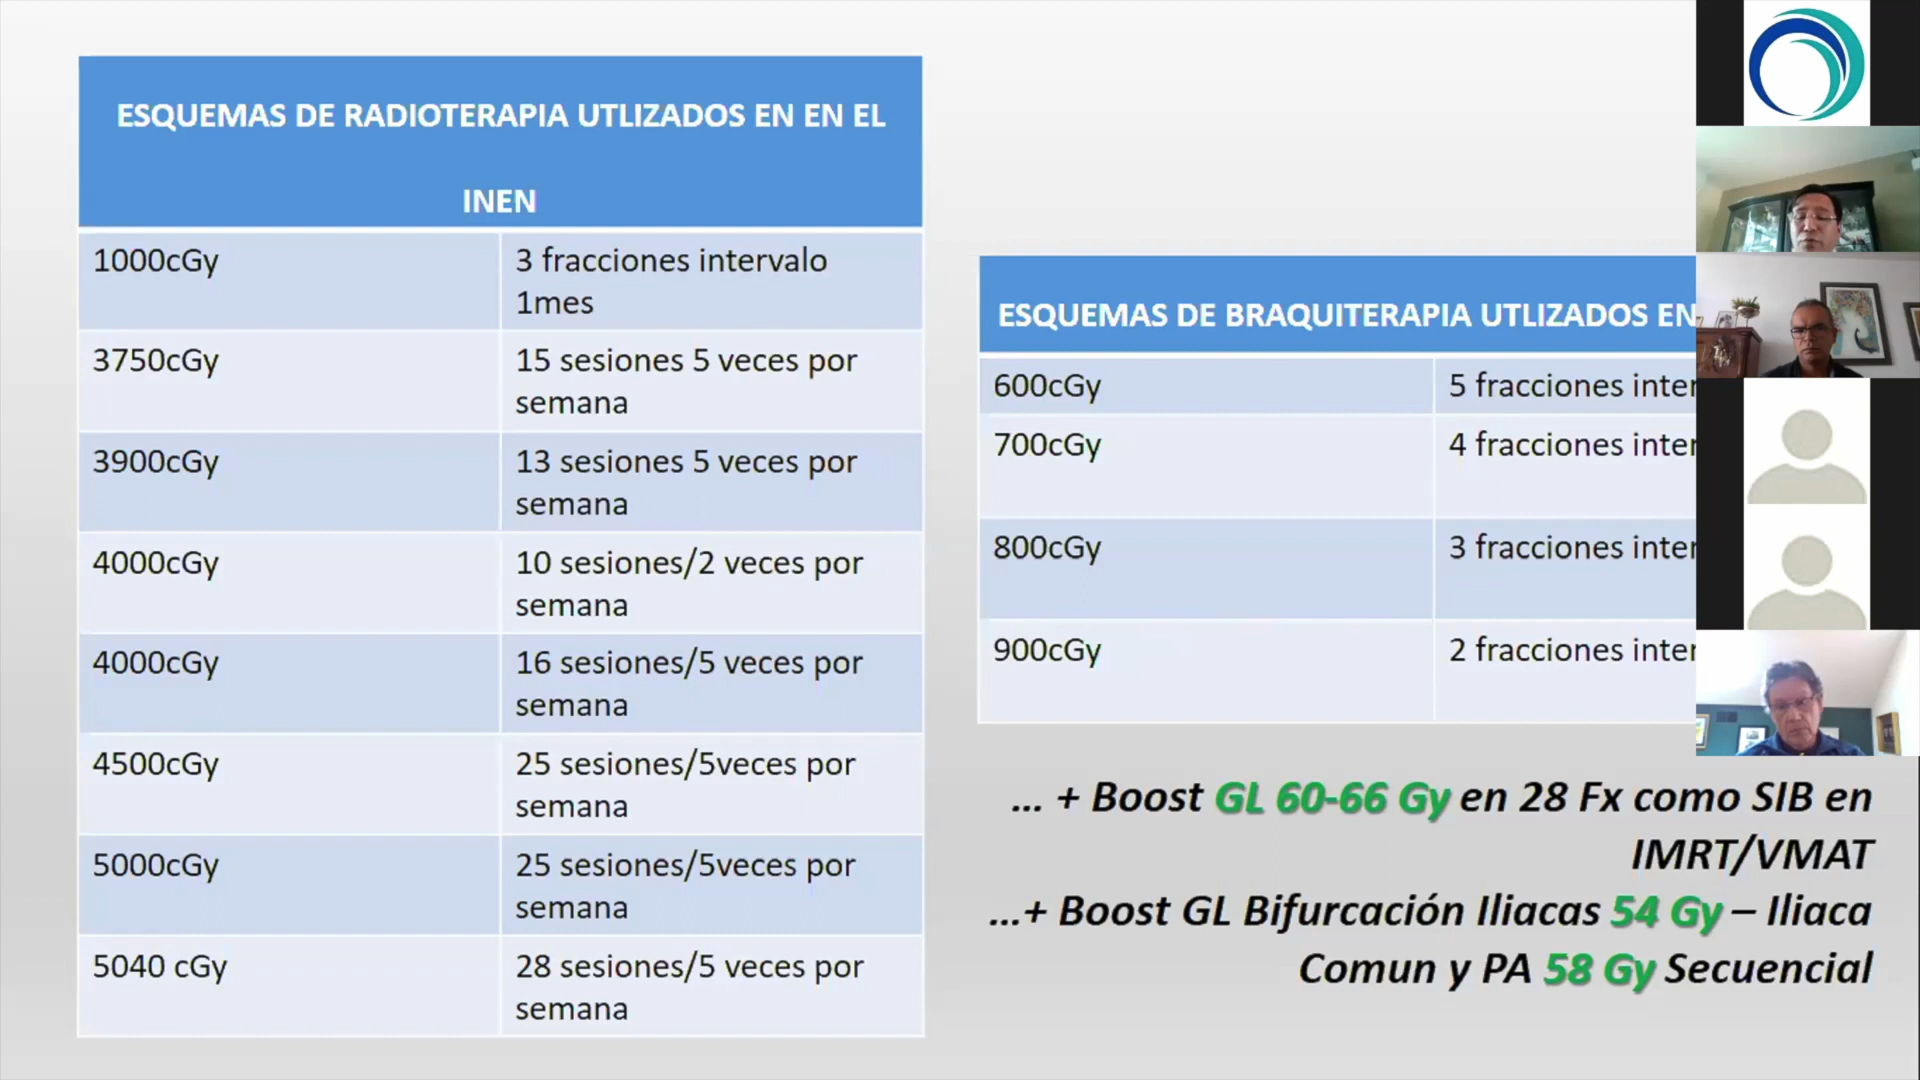 ESQUEMAS DE RADIOTERAPIA UTLIZADOS EN EN EL
INEN
1000cGy
3 fracciones intervalo
1mes
3750cGy
15 sesiones 5 veces por
semana
3900cGy
13 sesiones 5 veces por
semana
4000cGy
10 sesiones/2 veces por
semana
4000cGy
16 sesiones/5 veces por
semana
4500cGy
25 sesiones/5veces por
semana
5000cGy
25 sesiones/5veces por
semana
5040 cGy
28 sesiones/5 veces por
semana
ESQUEMAS DE BRAQUITERAPIA UTLIZADOS EN
600cGy
5 fracciones
700cGy
4 fracciones
800cGy
3 fracciones
900cGy
2 fracciones
... + Boost GL 60-66 Gy en 28 Fx como SIB en
IMRT/VMAT
...+ Boost GL Bifurcación Iliacas 54 Gy – Iliaca
Comun y PA 58 Gy Secuencial